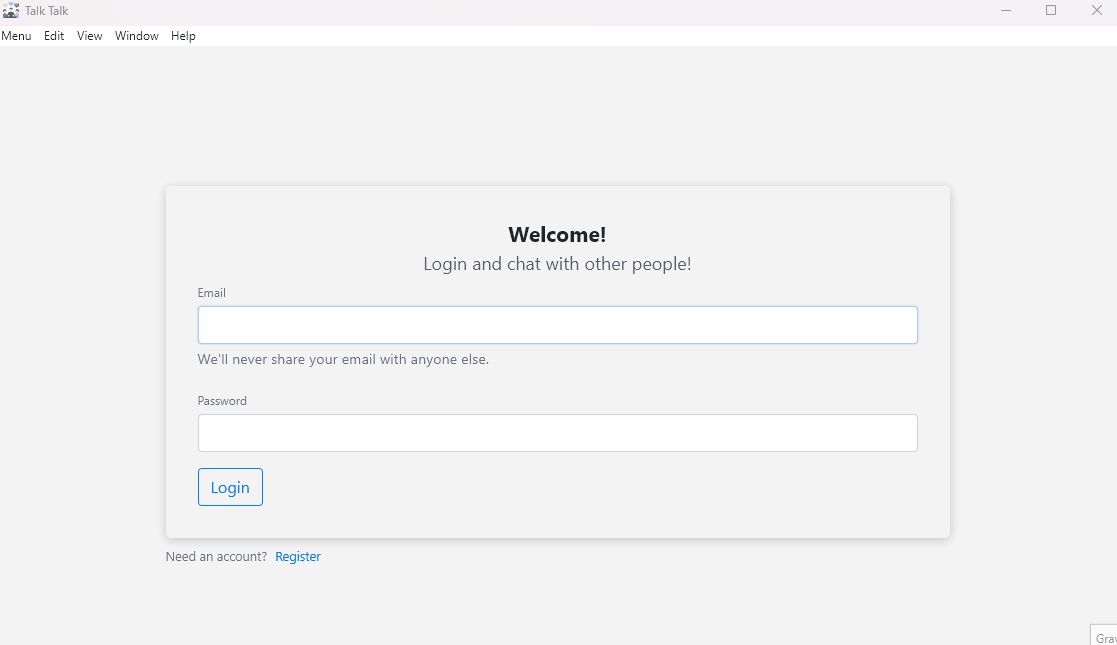 Talk Talk
Menu Edit View Window Help
Welcome!
Login and chat with other people!
Email
We'll never share your email with anyone else.
Password
Login
Need an account? Register